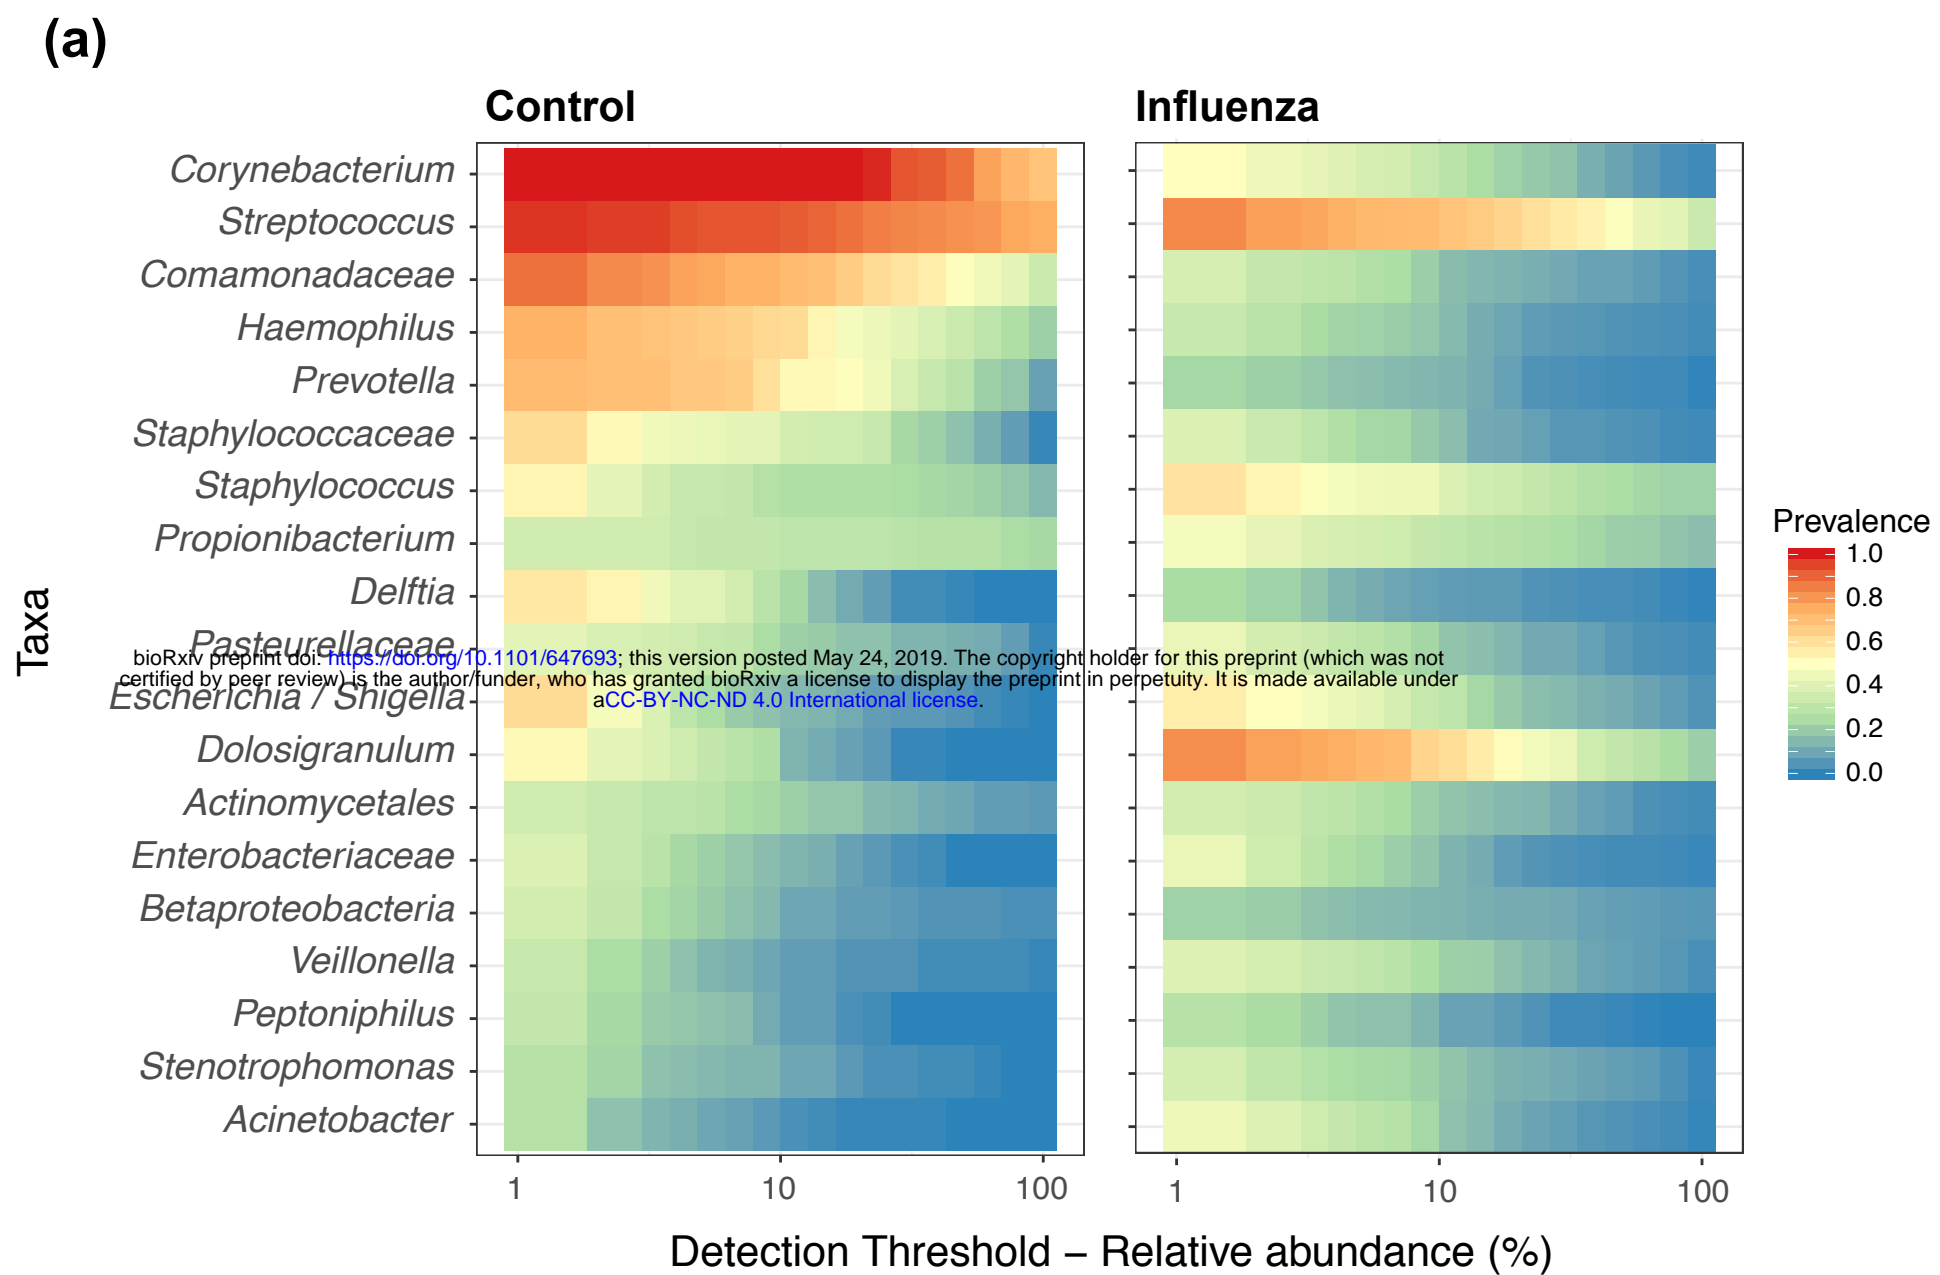 (a)
Control
Influenza
Corynebacterium
Streptococcus
Comamonadaceae
Haemophilus
Prevotella
Staphylococcaceae
Staphylococcus
Propionibacterium
Delftia
Pasteurellaceae
bioRxiv preprint doi: https://doi.org/10.1101/647693; this version posted May 24, 2019. The copyright holder for this preprint (which was not
certified by peer review) is the author/funder, who has granted bioRxiv a license to display the preprint in perpetuity. It is made available under
aCC-BY-NC-ND 4.0 International license.
Escherichia / Shigella
Dolosigranulum
Actinomycetales
Enterobacteriaceae
Betaproteobacteria
Veillonella
Peptoniphilus
Stenotrophomonas
Acinetobacter
Taxa
1 10 100
1 10 100
Detection Threshold – Relative abundance (%)
Prevalence
1.0
0.8
0.6
0.4
0.2
0.0